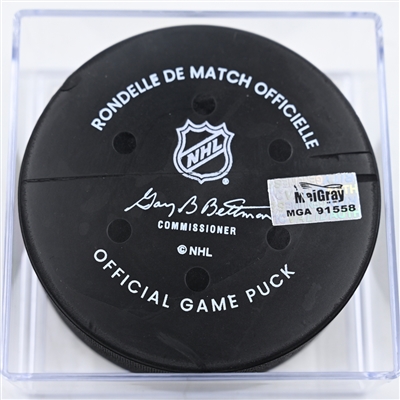 RONDELLE DE MATCH OFFICIELLE
NHL
Gary B Bettman
COMMISSIONER
© NHL
OFFICIAL GAME PUCK
MeiGray
MGA 91558